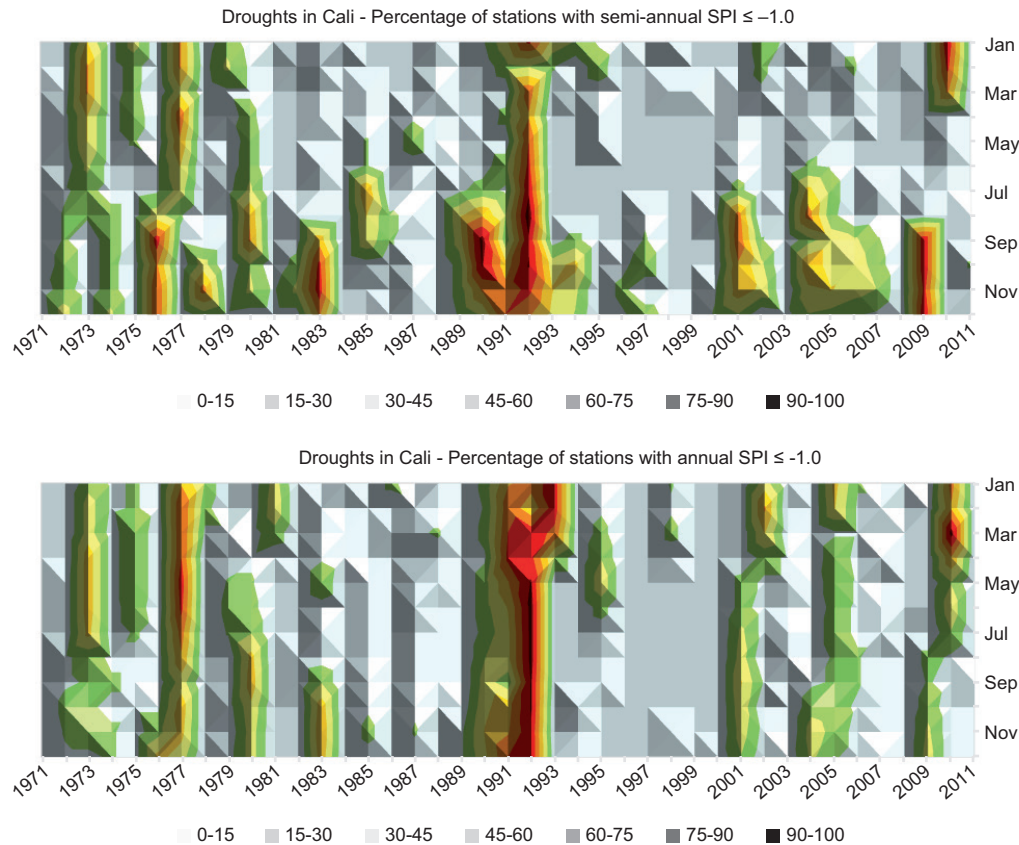 Droughts in Cali - Percentage of stations with semi-annual SPI ≤ –1.0
Jan
Mar
May
Jul
Sep
Nov
1971 1973 1975 1977 1979 1981 1983 1985 1987 1989 1991 1993 1995 1997 1999 2001 2003 2005 2007 2009 2011
0-15 15-30 30-45 45-60 60-75 75-90 90-100
Droughts in Cali - Percentage of stations with annual SPI ≤ -1.0
Jan
Mar
May
Jul
Sep
Nov
1971 1973 1975 1977 1979 1981 1983 1985 1987 1989 1991 1993 1995 1997 1999 2001 2003 2005 2007 2009 2011
0-15 15-30 30-45 45-60 60-75 75-90 90-100